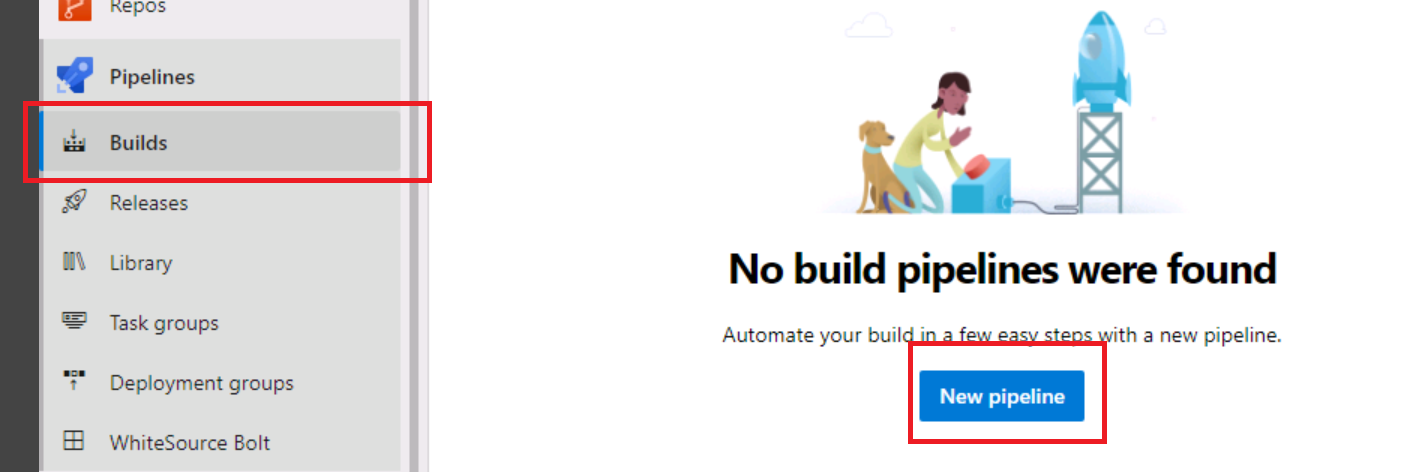 Repos
Pipelines
Builds
Releases
Library
Task groups
Deployment groups
WhiteSource Bolt
No build pipelines were found
Automate your build in a few easy steps with a new pipeline.
New pipeline